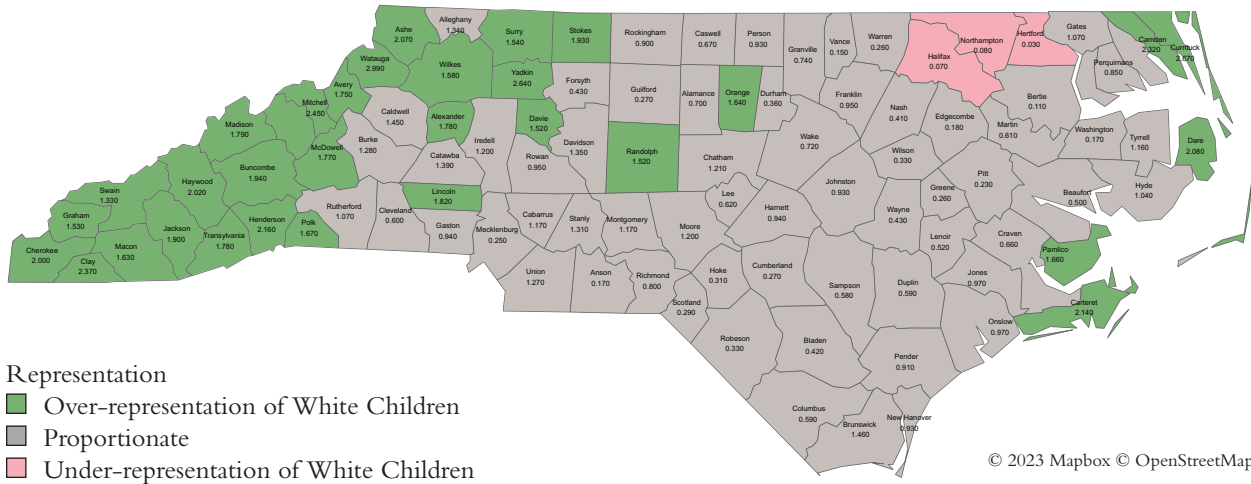 Ashe
2.070
Alleghany
1.340
Surry
1.540
Stokes
1.930
Rockingham
0.900
Caswell
0.670
Person
0.930
Granville
0.740
Vance
0.150
Warren
0.260
Halifax
0.070
Northampton
0.080
Hertford
0.030
Gates
1.070
Camden
2.320
Currituck
2.670
Perquimans
0.850
Watauga
2.990
Wilkes
1.580
Yadkin
2.640
Forsyth
0.430
Guilford
0.270
Alamance
0.700
Orange
1.640
Durham
0.360
Franklin
0.950
Nash
0.410
Edgecombe
0.180
Martin
0.610
Bertie
0.110
Washington
0.170
Tyrrell
1.160
Dare
2.080
Avery
1.750
Mitchell
2.450
Caldwell
1.450
Alexander
1.780
Iredell
1.200
Davie
1.520
Davidson
1.350
Randolph
1.520
Chatham
1.210
Wake
0.720
Wilson
0.330
Pitt
0.230
Beaufort
0.500
Hyde
1.040
Madison
1.790
Buncombe
1.940
McDowell
1.770
Burke
1.280
Catawba
1.390
Rowan
0.950
Lee
0.620
Johnston
0.930
Greene
0.260
Wayne
0.430
Lenoir
0.520
Craven
0.660
Pamlico
1.660
Swain
1.330
Haywood
2.020
Rutherford
1.070
Cleveland
0.600
Lincoln
1.820
Gaston
0.940
Mecklenburg
0.250
Cabarrus
1.170
Stanly
1.310
Montgomery
1.170
Moore
1.200
Harnett
0.940
Graham
1.530
Jackson
1.900
Transylvania
1.780
Henderson
2.160
Polk
1.670
Cherokee
2.000
Clay
2.370
Macon
1.630
Union
1.270
Anson
0.170
Richmond
0.800
Scotland
0.290
Hoke
0.310
Cumberland
0.270
Sampson
0.580
Duplin
0.590
Jones
0.970
Carteret
2.140
Onslow
0.970
Robeson
0.330
Bladen
0.420
Pender
0.910
Columbus
0.590
Brunswick
1.460
New Hanover
0.930
Representation
Over-representation of White Children
Proportionate
Under-representation of White Children
© 2023 Mapbox © OpenStreetMap